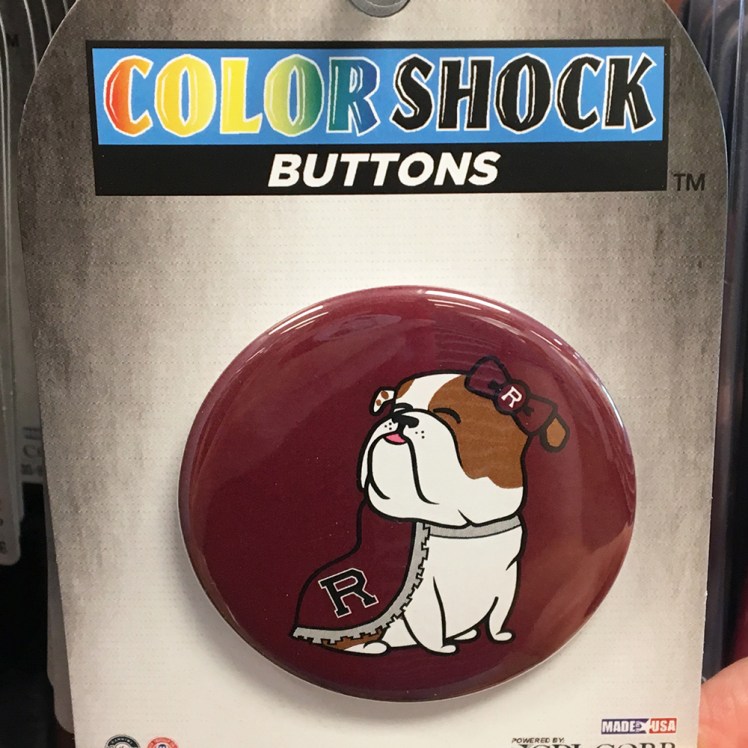 COLOR SHOCK
BUTTONS
TM
R
R
MADE USA
POWERED BY: